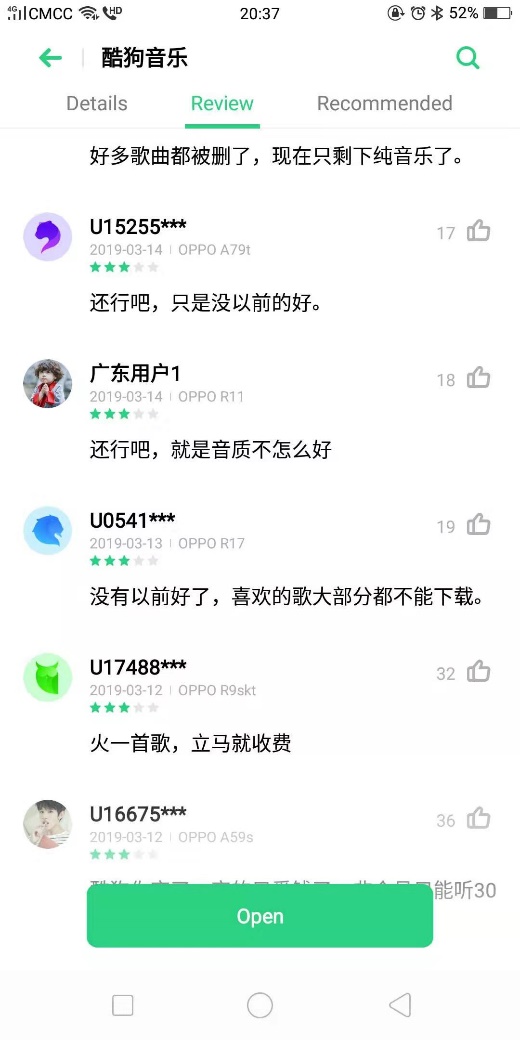 4G CMCC HD 20:37 52%
酷狗音乐
Details Review Recommended
好多歌曲都被删了，现在只剩下纯音乐了。
U15255*** 17
2019-03-14 OPPO A79t
还行吧，只是没以前的好。
广东用户1 18
2019-03-14 OPPO R11
还行吧，就是音质不怎么好
U0541*** 19
2019-03-13 OPPO R17
没有以前好了，喜欢的歌大部分都不能下载。
U17488*** 32
2019-03-12 OPPO R9skt
火一首歌，立马就收费
U16675*** 36
2019-03-12 OPPO A59s
能听30
Open